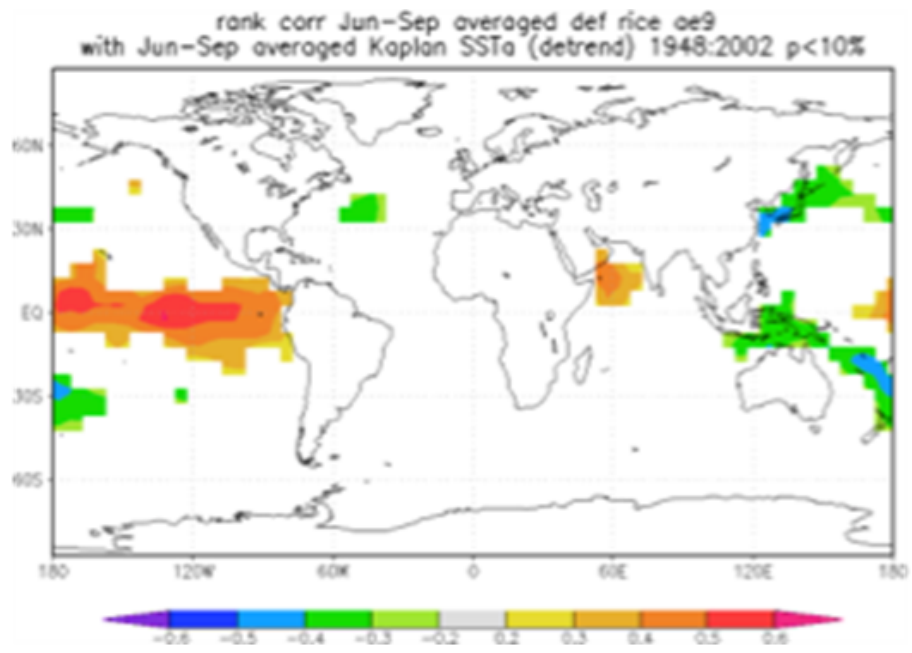 rank corr Jun-Sep averaged def rice ae9
with Jun-Sep averaged Kaplan SSTa (detrend) 1948:2002 p<10%
60N
30N
EQ
30S
60S
180 120W 60W 0 60E 120E 180
-0.6 -0.5 -0.4 -0.3 -0.2 0.2 0.3 0.4 0.5 0.6